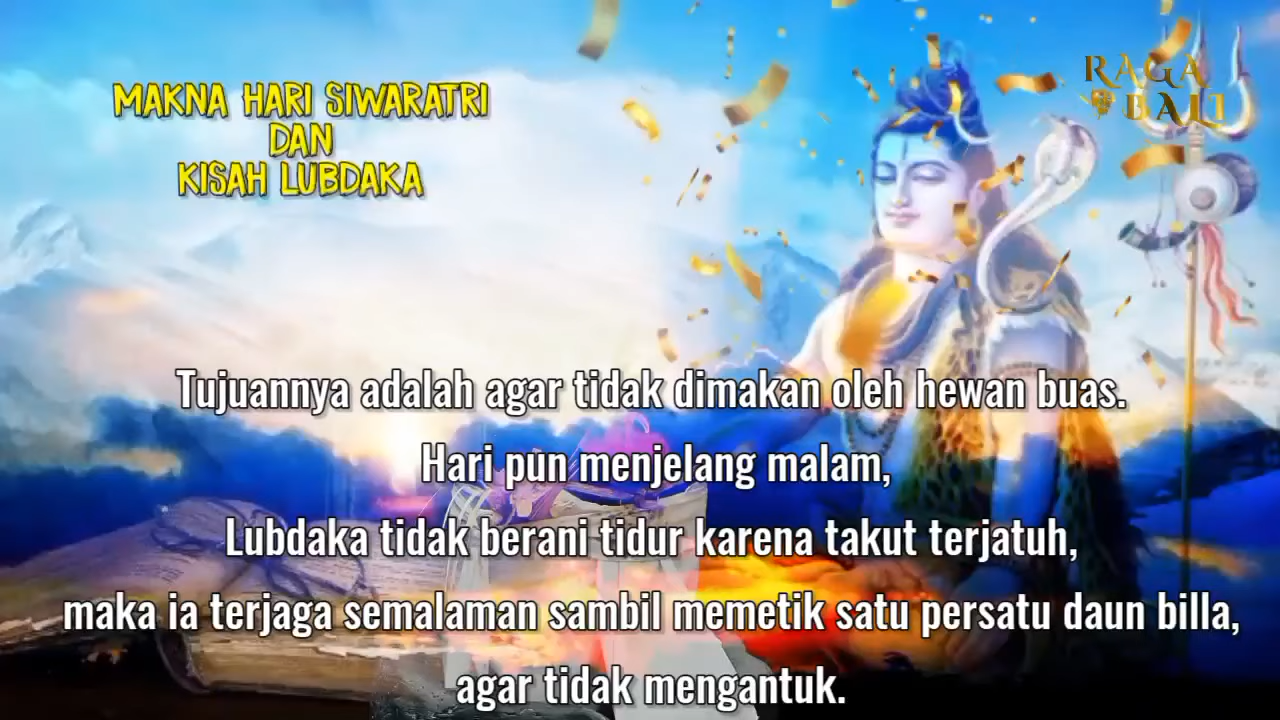 RAGA
BALI
MAKNA HARI SIWARATRI
DAN
KISAH LUBDAKA
Tujuannya adalah agar tidak dimakan oleh hewan buas.
Hari pun menjelang malam,
Lubdaka tidak berani tidur karena takut terjatuh,
maka ia terjaga semalaman sambil memetik satu persatu daun billa,
agar tidak mengantuk.